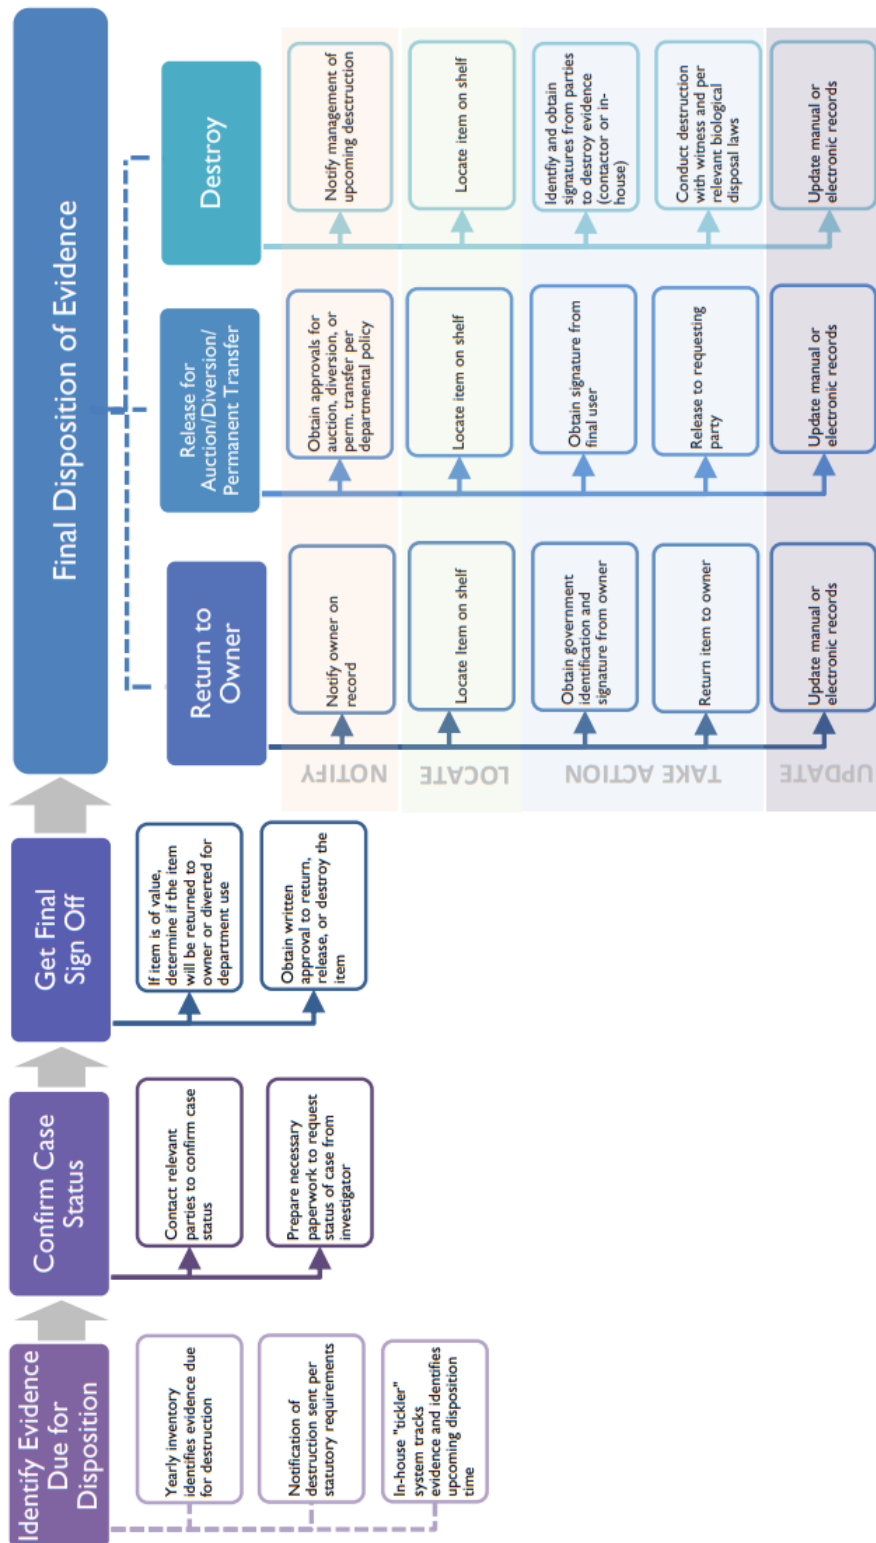 Identify Evidence
Due for
Disposition
Yearly inventory
identifies evidence due
for destruction
Notification of
destruction sent per
statutory requirements
In-house "tickler"
system tracks
evidence and identifies
upcoming disposition
time
Confirm Case
Status
Contact relevant
parties to confirm case
status
Prepare necessary
paperwork to request
status of case from
investigator
Get Final
Sign Off
If item is of value,
determine if the item
will be returned to
owner or diverted for
department use
Obtain written
approval to return,
release, or destroy the
item
Final Disposition of Evidence
Return to
Owner
Notify owner on
record
Locate Item on shelf
Obtain government
identification and
signature from owner
Return item to owner
Update manual or
electronic records
Release for
Auction/Diversion/
Permanent Transfer
Obtain approvals for
auction, diversion, or
perm. transfer per
departmental policy
Locate item on shelf
Obtain signature from
final user
Release to requesting
party
Update manual or
electronic records
Destroy
Notify management of
upcoming desctruction
Locate item on shelf
Identfiy and obtain
signatures from parties
to destroy evidence
(contactor or in-
house)
Conduct destruction
with witness and per
relevant biological
disposal laws
Update manual or
electronic records
NOTIFY
LOCATE
TAKE ACTION
UPDATE